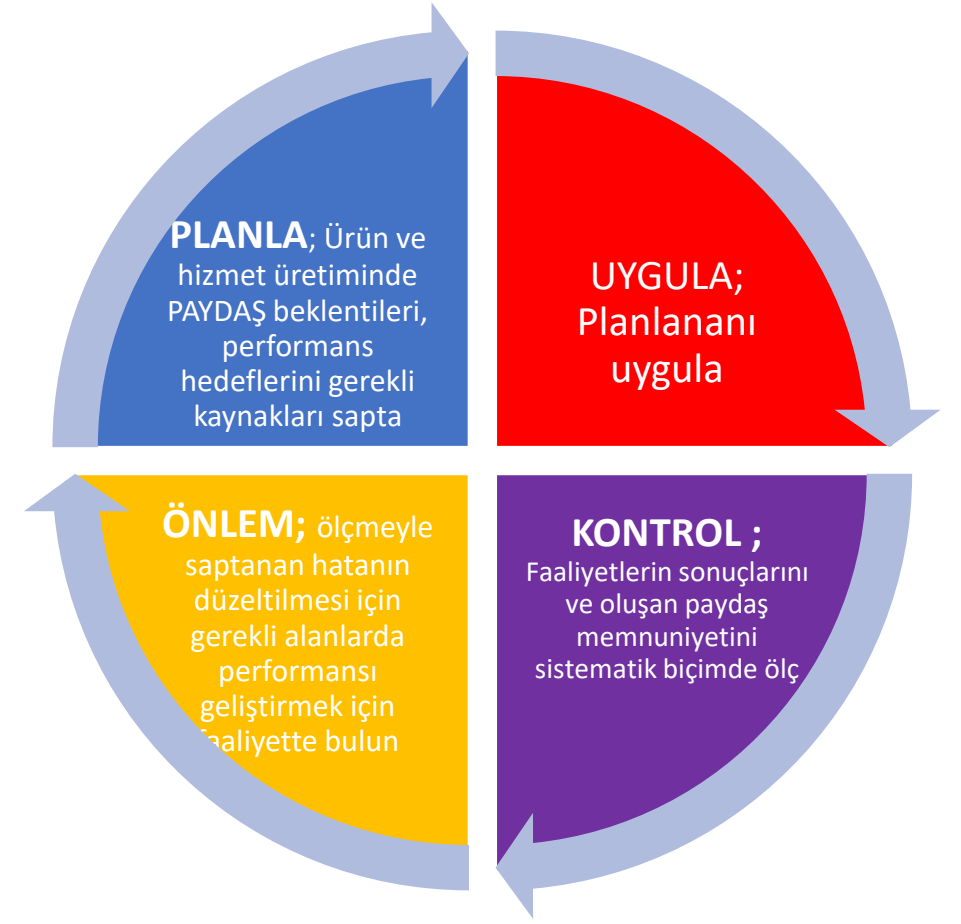 PLANLA; Ürün ve
hizmet üretiminde
PAYDAŞ beklentileri,
performans
hedeflerini gerekli
kaynakları sapta
UYGULA;
Planlananı
uygula
KONTROL ;
Faaliyetlerin sonuçlarını
ve oluşan paydaş
memnuniyetini
sistematik biçimde ölç
ÖNLEM; ölçmeyle
saptanan hatanın
düzeltilmesi için
gerekli alanlarda
performansı
geliştirmek için
faaliyette bulun